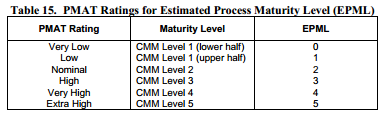 Table 15. PMAT Ratings for Estimated Process Maturity Level (EPML)
PMAT Rating Maturity Level EPML
Very Low CMM Level 1 (lower half) 0
Low CMM Level 1 (upper half) 1
Nominal CMM Level 2 2
High CMM Level 3 3
Very High CMM Level 4 4
Extra High CMM Level 5 5